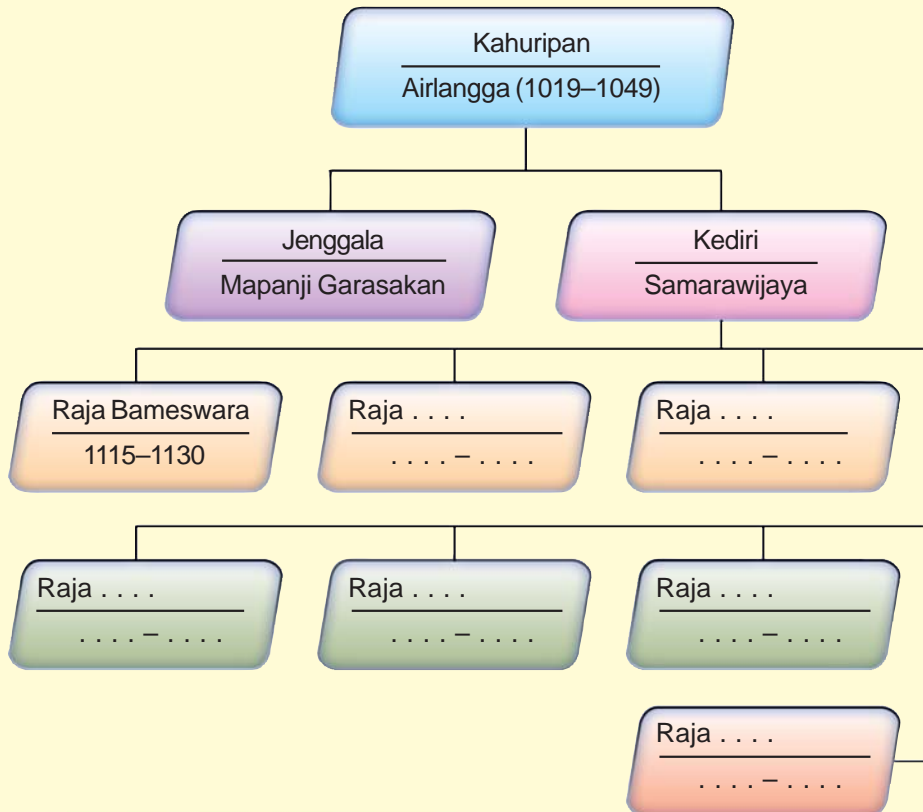 Kahuripan
Airlangga (1019–1049)
Jenggala
Mapanji Garasakan
Kediri
Samarawijaya
Raja Bameswara
1115–1130
Raja . . . .
. . . . – . . . .
Raja . . . .
. . . . – . . . .
Raja . . . .
. . . . – . . . .
Raja . . . .
. . . . – . . . .
Raja . . . .
. . . . – . . . .
Raja . . . .
. . . . – . . . .